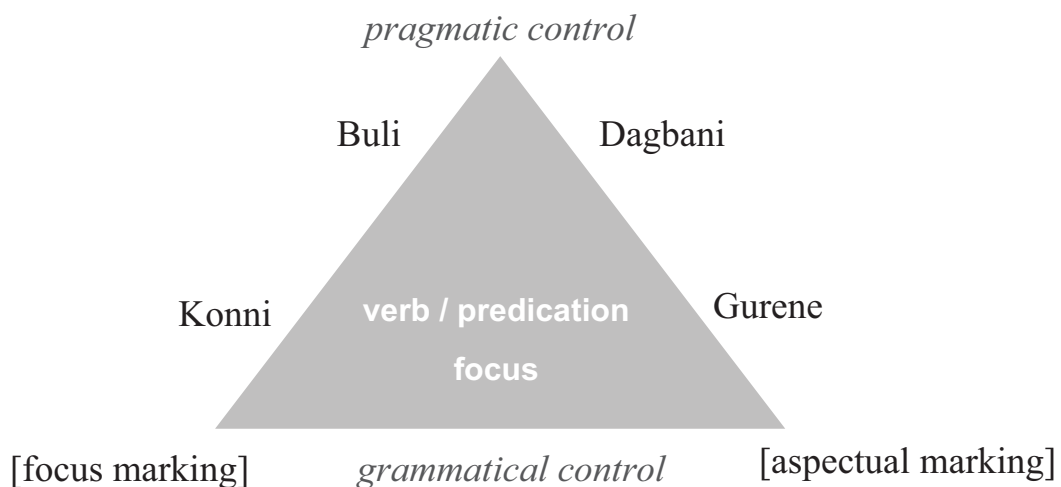 pragmatic control
Buli
Dagbani
Konni
verb / predication
Gurene
focus
[focus marking]
grammatical control
[aspectual marking]